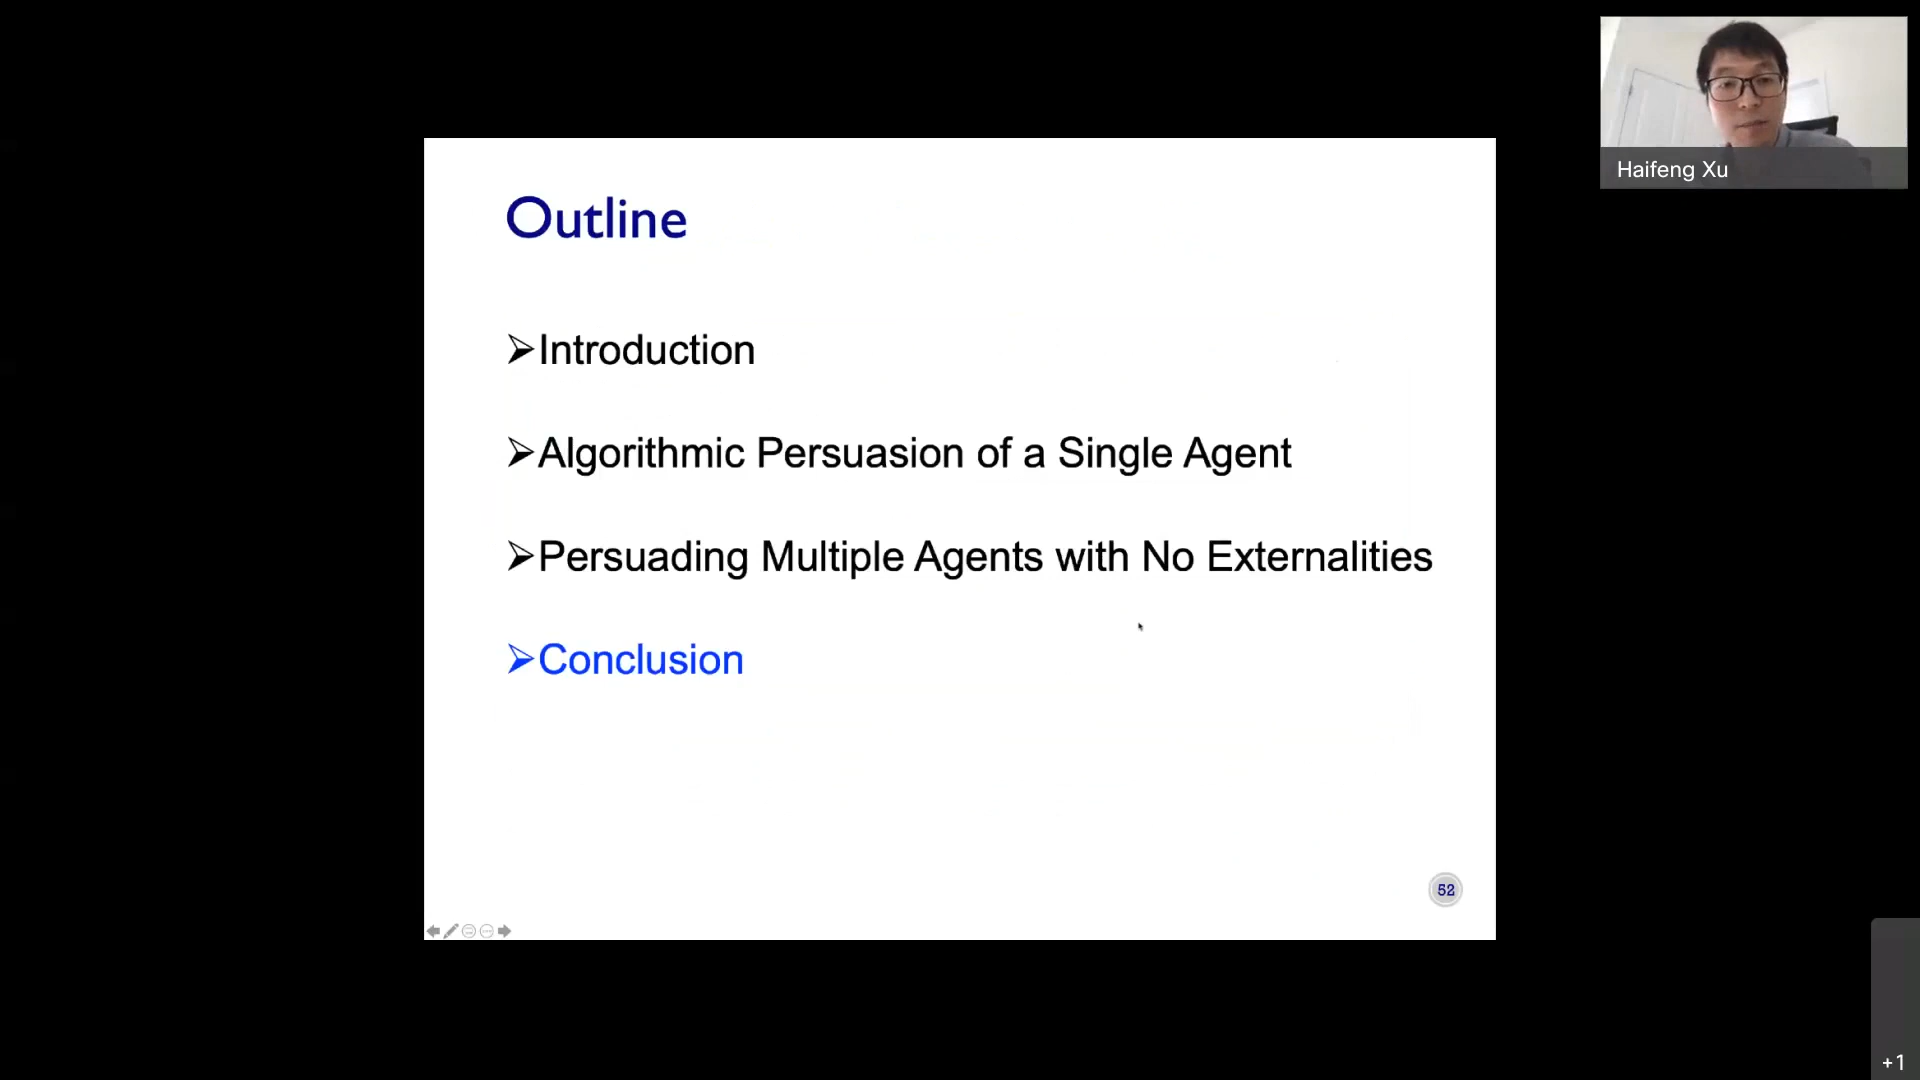 Haifeng Xu
Outline
➢Introduction
➢Algorithmic Persuasion of a Single Agent
➢Persuading Multiple Agents with No Externalities
➢Conclusion
52
+1